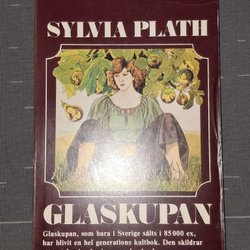 SYLVIA PLATH
GLASKUPAN
Glaskupan, som bara i Sverige sålts i 85 000 ex,
har blivit en hel generations kultbok. Den skildrar